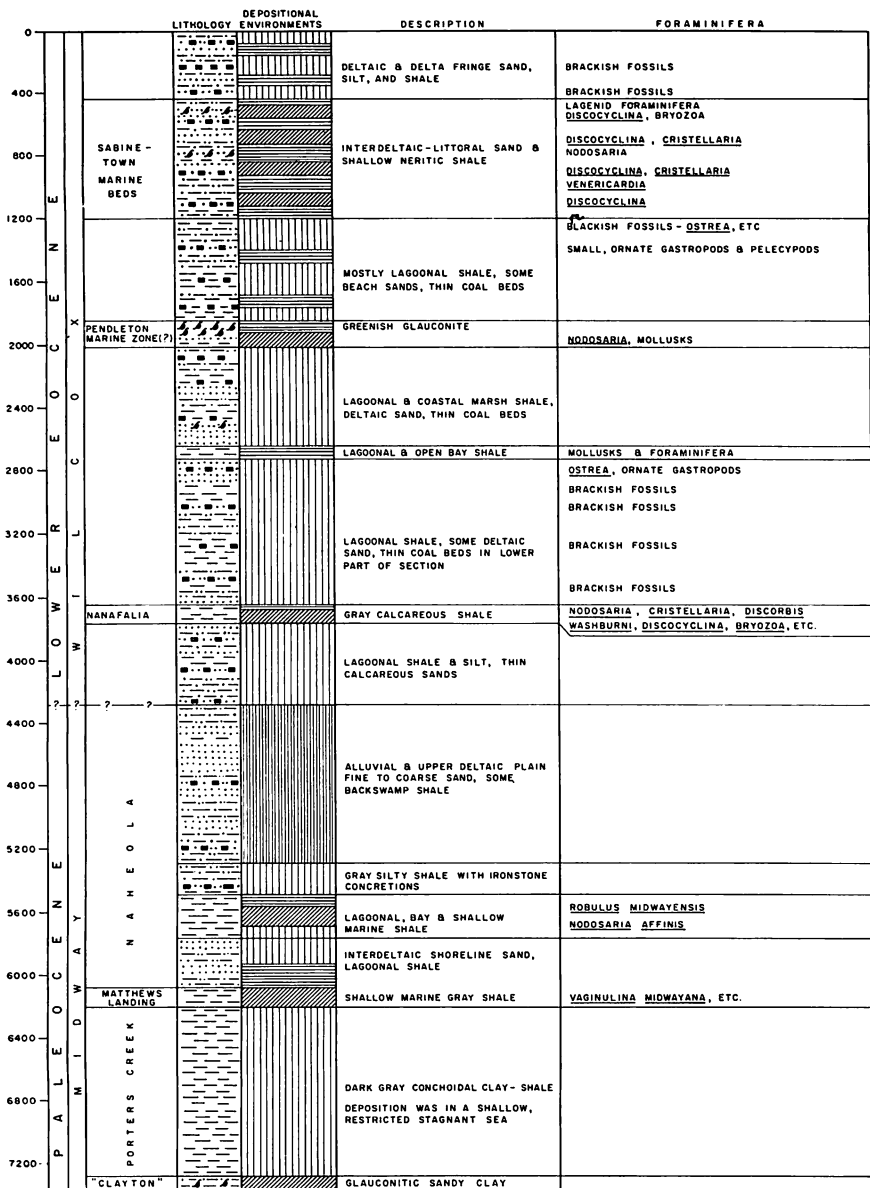 LITHOLOGY
DEPOSITIONAL
ENVIRONMENTS
DESCRIPTION
FORAMINIFERA
0
400
800
1200
1600
2000
2400
2800
3200
3600
4000
4400
4800
5200
5600
6000
6400
6800
7200
LOWER EOCENE
PALEOCENE
WILCOX
MIDWAY
? ? ? ?
SABINE-
TOWN
MARINE
BEDS
PENDLETON
MARINE ZONE(?)
NANAFALIA
NAHEOLA
MATTHEWS
LANDING
PORTERS CREEK
"CLAYTON"
DELTAIC & DELTA FRINGE SAND,
SILT, AND SHALE
INTERDELTAIC-LITTORAL SAND &
SHALLOW NERITIC SHALE
MOSTLY LAGOONAL SHALE, SOME
BEACH SANDS, THIN COAL BEDS
GREENISH GLAUCONITE
LAGOONAL & COASTAL MARSH SHALE,
DELTAIC SAND, THIN COAL BEDS
LAGOONAL & OPEN BAY SHALE
LAGOONAL SHALE, SOME DELTAIC
SAND, THIN COAL BEDS IN LOWER
PART OF SECTION
GRAY CALCAREOUS SHALE
LAGOONAL SHALE & SILT, THIN
CALCAREOUS SANDS
ALLUVIAL & UPPER DELTAIC PLAIN
FINE TO COARSE SAND, SOME
BACKSWAMP SHALE
GRAY SILTY SHALE WITH IRONSTONE
CONCRETIONS
LAGOONAL, BAY & SHALLOW
MARINE SHALE
INTERDELTAIC SHORELINE SAND,
LAGOONAL SHALE
SHALLOW MARINE GRAY SHALE
DARK GRAY CONCHOIDAL CLAY-SHALE
DEPOSITION WAS IN A SHALLOW,
RESTRICTED STAGNANT SEA
GLAUCONITIC SANDY CLAY
BRACKISH FOSSILS
BRACKISH FOSSILS
LAGENID FORAMINIFERA
DISCOCYCLINA, BRYOZOA
DISCOCYCLINA, CRISTELLARIA
NODOSARIA
DISCOCYCLINA, CRISTELLARIA
VENERICARDIA
DISCOCYCLINA
BLACKISH FOSSILS - OSTREA, ETC
SMALL, ORNATE GASTROPODS & PELECYPODS
NODOSARIA, MOLLUSKS
MOLLUSKS & FORAMINIFERA
OSTREA, ORNATE GASTROPODS
BRACKISH FOSSILS
BRACKISH FOSSILS
BRACKISH FOSSILS
BRACKISH FOSSILS
NODOSARIA, CRISTELLARIA, DISCORBIS
WASHBURNI, DISCOCYCLINA, BRYOZOA, ETC.
ROBULUS MIDWAYENSIS
NODOSARIA AFFINIS
VAGINULINA MIDWAYANA, ETC.